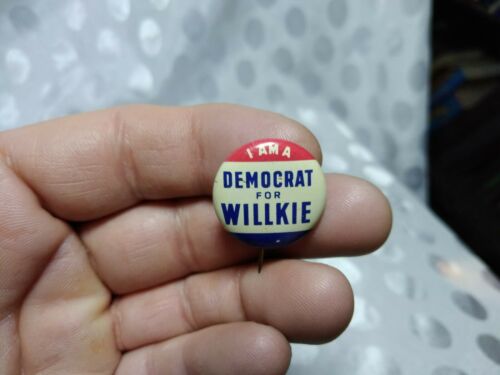 I AM A
DEMOCRAT
FOR
WILLKIE